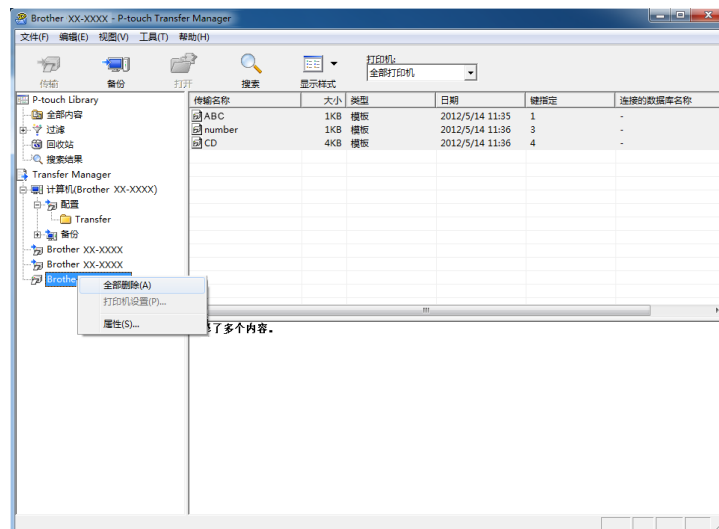 Brother XX-XXXX - P-touch Transfer Manager
文件(F) 编辑(E) 视图(V) 工具(T) 帮助(H)
传输 备份 打开 搜索 显示样式
打印机:
全部打印机
P-touch Library
全部内容
过滤
回收站
搜索结果
Transfer Manager
计算机(Brother XX-XXXX)
配置
Transfer
备份
Brother XX-XXXX
Brother XX-XXXX
Brothe
全部删除(A)
打印机设置(P)...
属性(S)...
传输名称 大小 类型 日期 键指定 连接的数据库名称
ABC 1KB 模板 2012/5/14 11:35 1 -
number 1KB 模板 2012/5/14 11:36 3 -
CD 4KB 模板 2012/5/14 11:36 4 -
了多个内容。